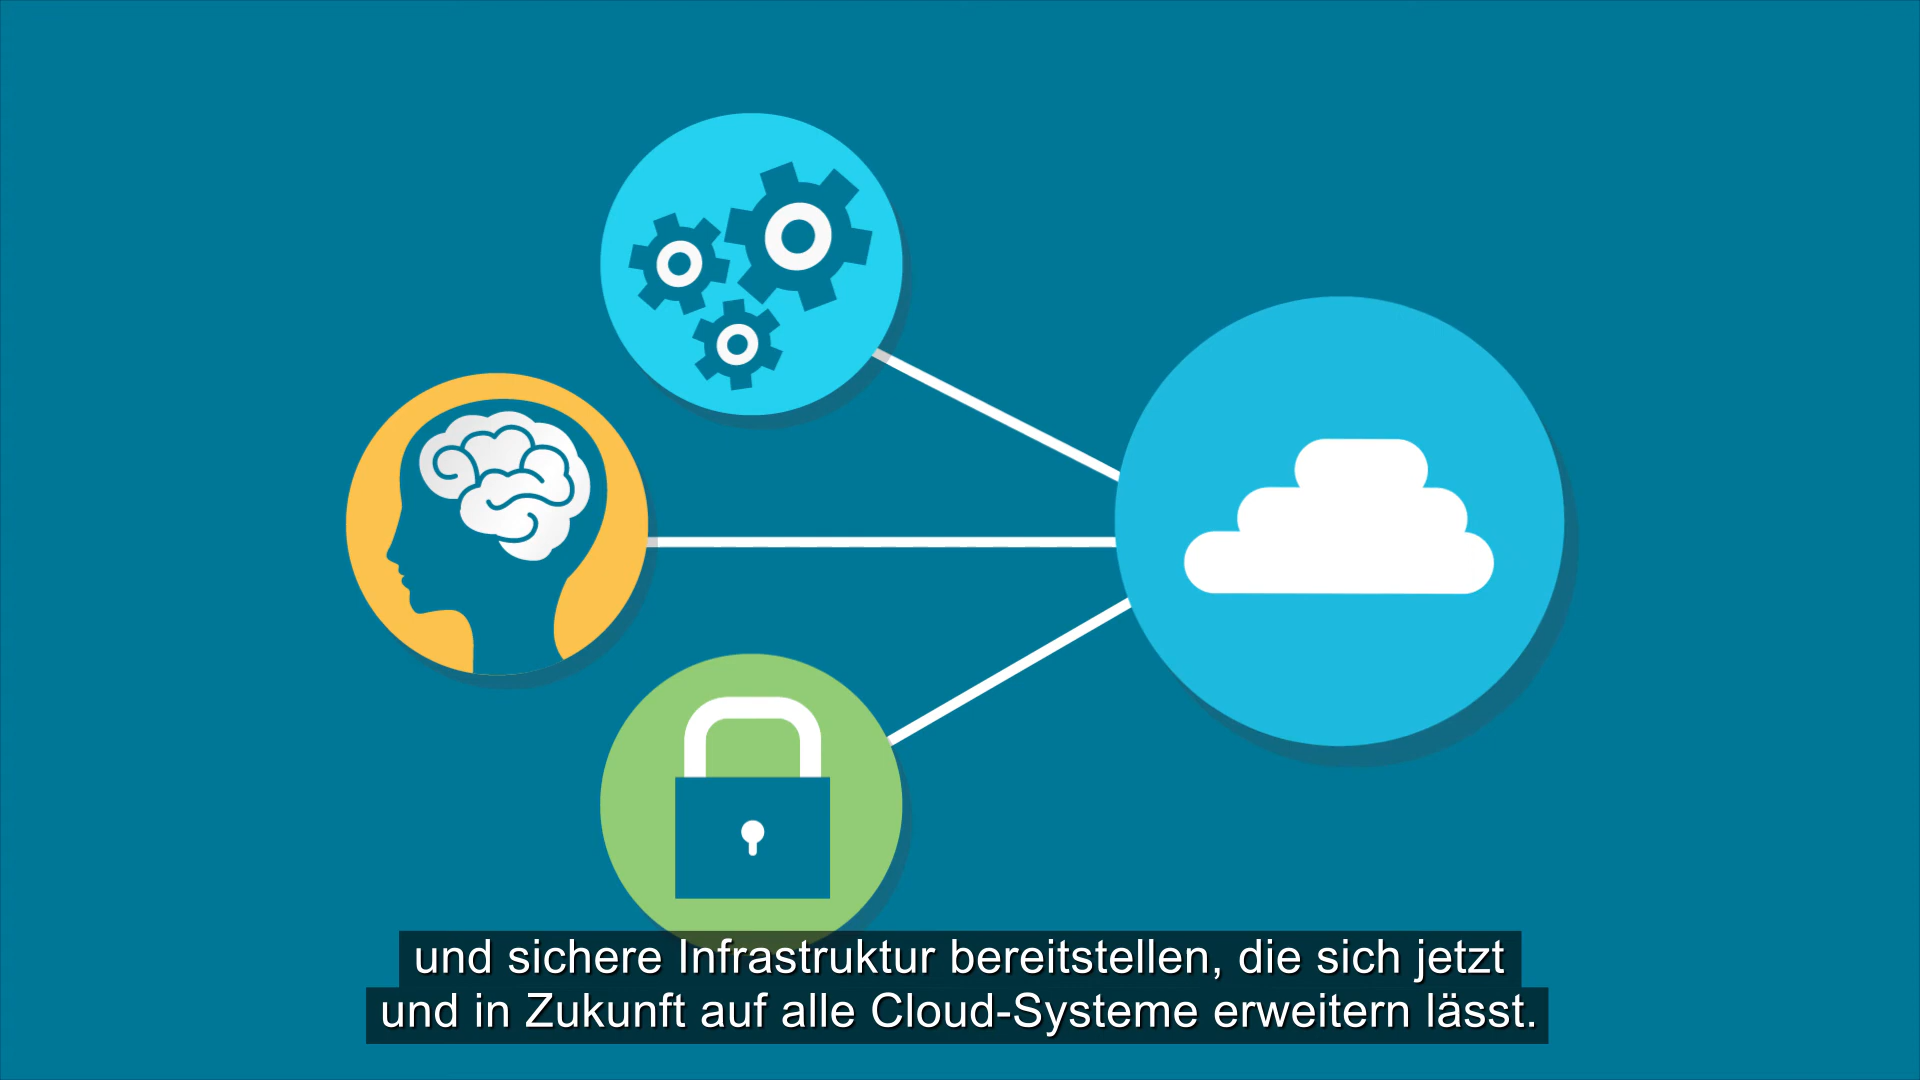 und sichere Infrastruktur bereitstellen, die sich jetzt
und in Zukunft auf alle Cloud-Systeme erweitern lässt.